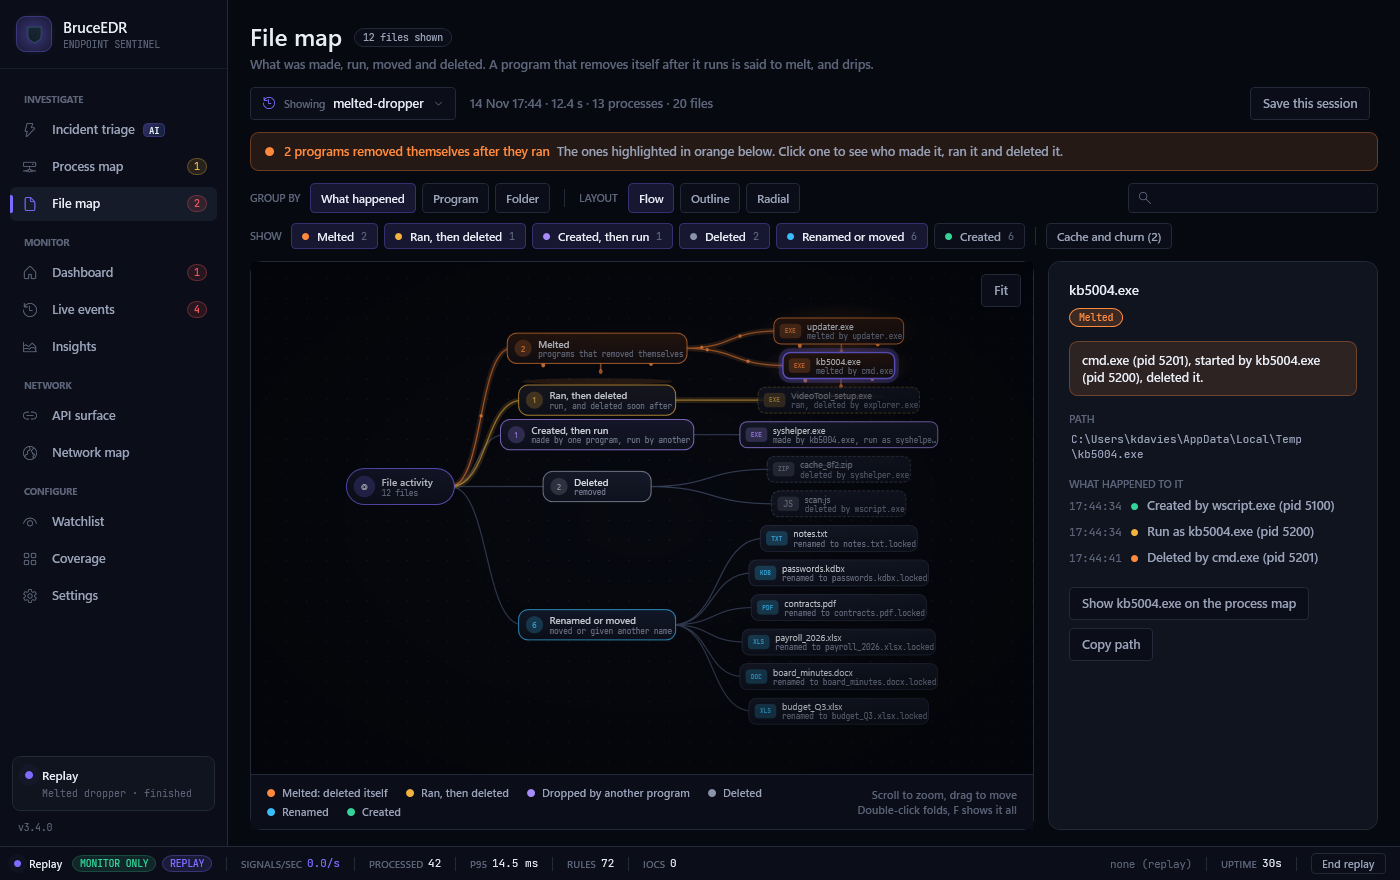 BruceEDR
ENDPOINT SENTINEL
INVESTIGATE
Incident triage AI
Process map 1
File map 2
MONITOR
Dashboard 1
Live events 4
Insights
NETWORK
API surface
Network map
CONFIGURE
Watchlist
Coverage
Settings
Replay
Melted dropper · finished
v3.4.0
File map 12 files shown
What was made, run, moved and deleted. A program that removes itself after it runs is said to melt, and drips.
Showing melted-dropper
14 Nov 17:44 · 12.4 s · 13 processes · 20 files
Save this session
2 programs removed themselves after they ran The ones highlighted in orange below. Click one to see who made it, ran it and deleted it.
GROUP BY What happened Program Folder LAYOUT Flow Outline Radial
SHOW Melted 2 Ran, then deleted 1 Created, then run 1 Deleted 2 Renamed or moved 6 Created 6 Cache and churn (2)
Fit
File activity
12 files
2 Melted
programs that removed themselves
1 Ran, then deleted
run, and deleted soon after
1 Created, then run
made by one program, run by another
2 Deleted
removed
6 Renamed or moved
moved or given another name
EXE updater.exe
melted by updater.exe
EXE kb5004.exe
melted by cmd.exe
EXE VideoTool_setup.exe
ran, deleted by explorer.exe
EXE syshelper.exe
made by kb5004.exe, run as syshelpe…
ZIP cache_8f2.zip
deleted by syshelper.exe
JS scan.js
deleted by wscript.exe
TXT notes.txt
renamed to notes.txt.locked
KDB passwords.kdbx
renamed to passwords.kdbx.locked
PDF contracts.pdf
renamed to contracts.pdf.locked
XLS payroll_2026.xlsx
renamed to payroll_2026.xlsx.locked
DOC board_minutes.docx
renamed to board_minutes.docx.locked
XLS budget_Q3.xlsx
renamed to budget_Q3.xlsx.locked
Melted: deleted itself Ran, then deleted Dropped by another program Deleted
Renamed Created
Scroll to zoom, drag to move
Double-click folds, F shows it all
kb5004.exe
Melted
cmd.exe (pid 5201), started by kb5004.exe
(pid 5200), deleted it.
PATH
C:\Users\kdavies\AppData\Local\Temp
\kb5004.exe
WHAT HAPPENED TO IT
17:44:34 Created by wscript.exe (pid 5100)
17:44:34 Run as kb5004.exe (pid 5200)
17:44:41 Deleted by cmd.exe (pid 5201)
Show kb5004.exe on the process map
Copy path
Replay MONITOR ONLY REPLAY SIGNALS/SEC 0.0/s PROCESSED 42 P95 14.5 ms RULES 72 IOCS 0 none (replay) UPTIME 30s End replay